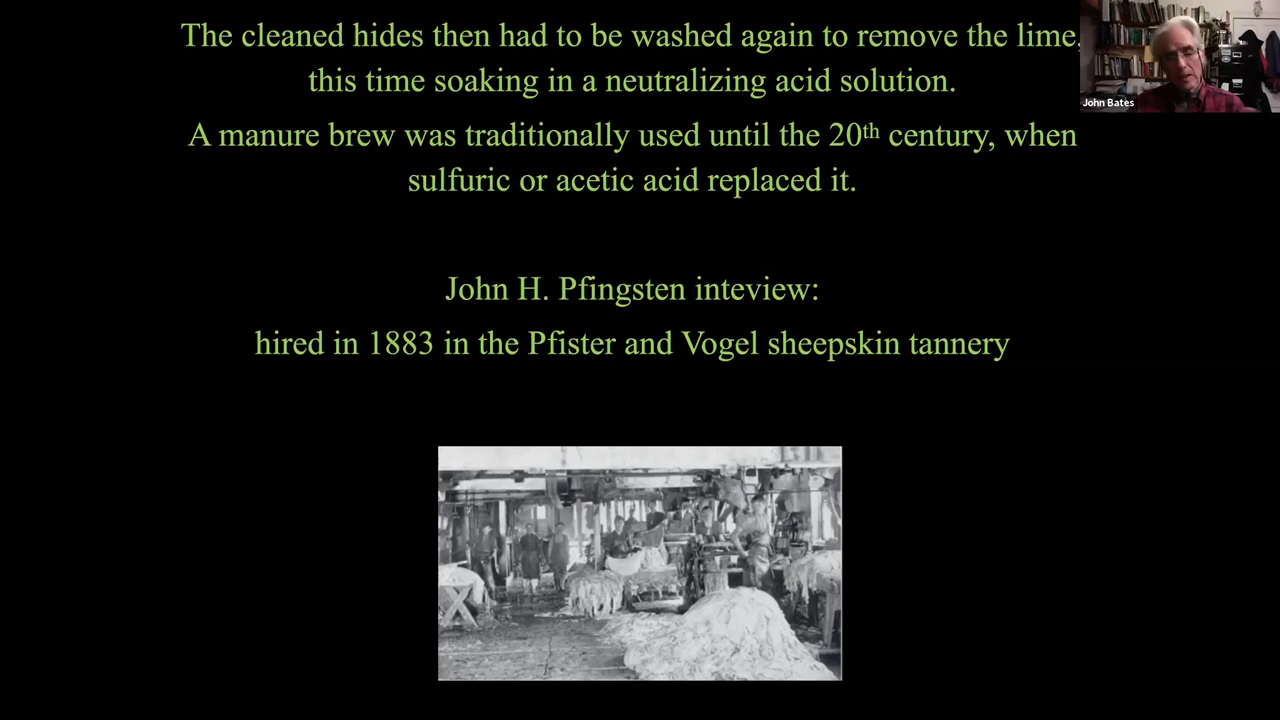 The cleaned hides then had to be washed again to remove the lime,
this time soaking in a neutralizing acid solution.
A manure brew was traditionally used until the 20th century, when
sulfuric or acetic acid replaced it.
John H. Pfingsten inteview:
hired in 1883 in the Pfister and Vogel sheepskin tannery
John Bates